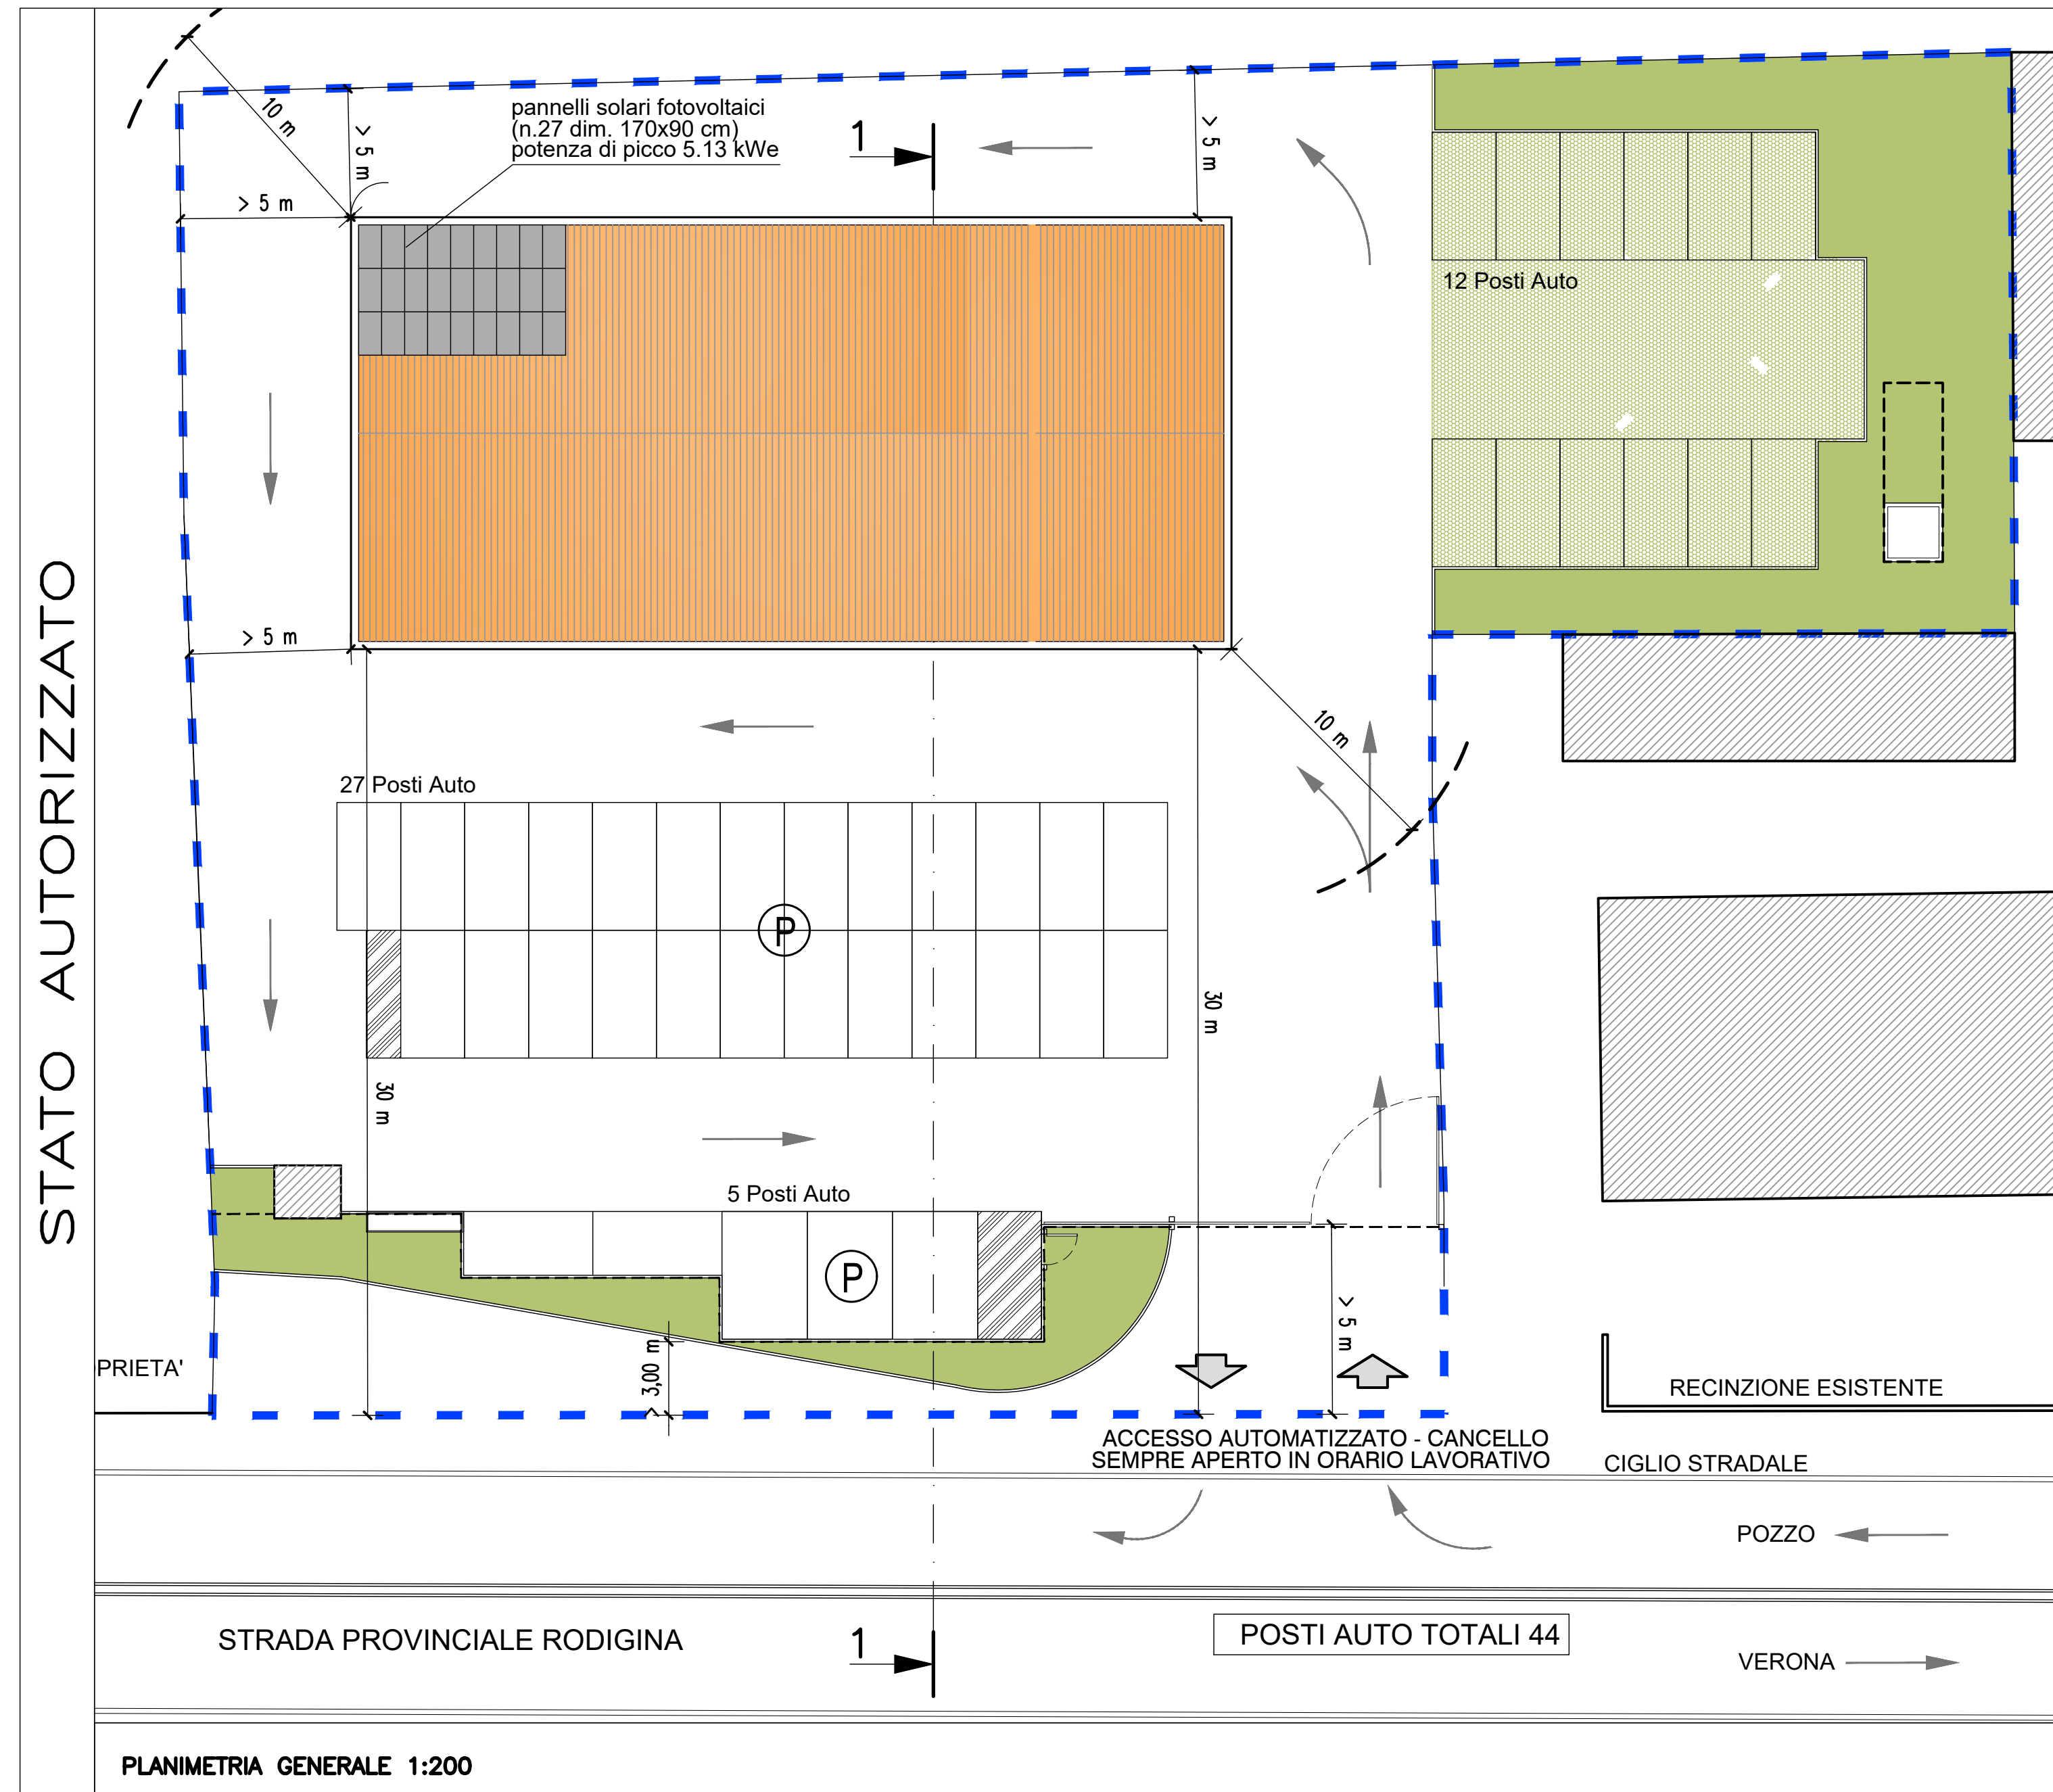 STATO AUTORIZZATO
10 m
> 5 m
> 5 m
pannelli solari fotovoltaici
(n.27 dim. 170x90 cm)
potenza di picco 5.13 kWe
1
> 5 m
12 Posti Auto
> 5 m
10 m
27 Posti Auto
P
30 m
30 m
5 Posti Auto
P
> 5 m
>3,00 m
PRIETA'
RECINZIONE ESISTENTE
ACCESSO AUTOMATIZZATO - CANCELLO
SEMPRE APERTO IN ORARIO LAVORATIVO
CIGLIO STRADALE
POZZO
STRADA PROVINCIALE RODIGINA
1
POSTI AUTO TOTALI 44
VERONA
PLANIMETRIA GENERALE 1:200